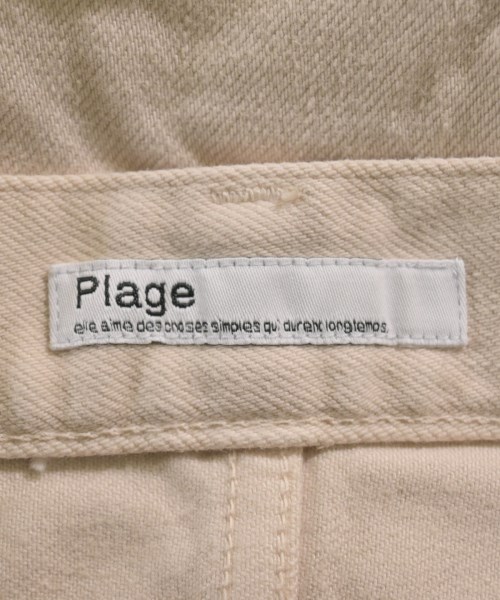 Plage
elle aime des choses simples qui durent longtemps.